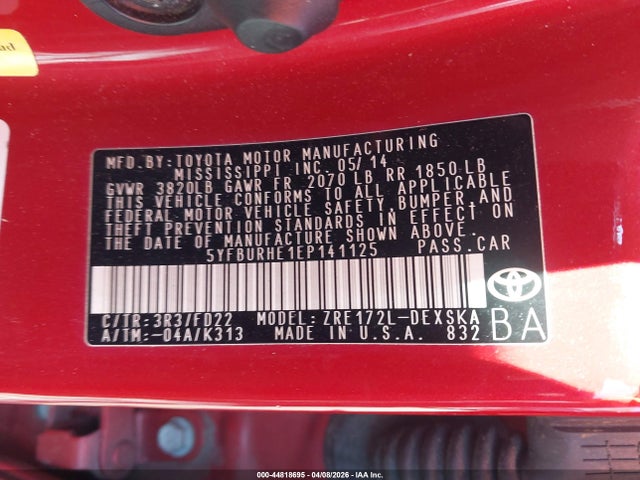 ad
MFD. BY: TOYOTA MOTOR MANUFACTURING
MISSISSIPPI INC. 05/14
GVWR 3820LB GAWR FR 2070 LB RR 1850 LB
THIS VEHICLE CONFORMS TO ALL APPLICABLE
FEDERAL MOTOR VEHICLE SAFETY, BUMPER, AND
THEFT PREVENTION STANDARDS IN EFFECT ON
THE DATE OF MANUFACTURE SHOWN ABOVE.
5YFBURHE1EP141125 PASS. CAR
C/TR: 3R3/FD22 MODEL: ZRE172L-DEXSKA
A/TM: -04A/K313 MADE IN U.S.A. 832
BA
000-44818695 - 04/08/2026 - IAA Inc.